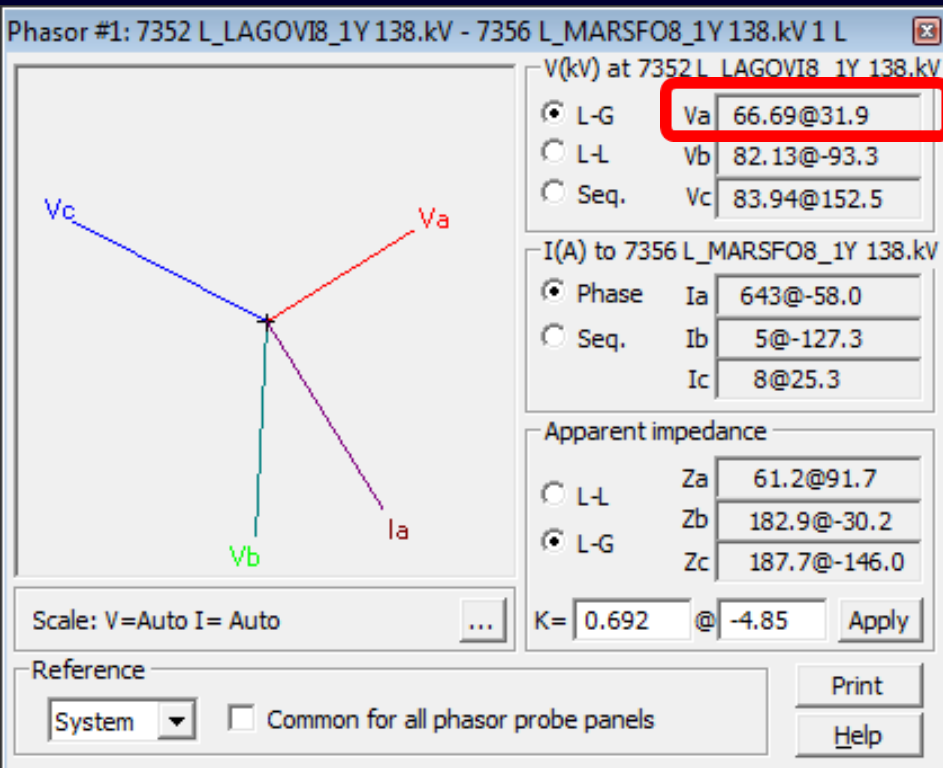 Phasor #1: 7352 L_LAGOVI8_1Y 138.kV - 7356 L_MARSFO8_1Y 138.kV 1 L
Vc
Va
Vb
Ia
Scale: V=Auto I= Auto
...
V(kV) at 7352 L_LAGOVI8_1Y 138.kV
L-G Va 66.69@31.9
L-L Vb 82.13@-93.3
Seq. Vc 83.94@152.5
I(A) to 7356 L_MARSFO8_1Y 138.kV
Phase Ia 643@-58.0
Seq. Ib 5@-127.3
Ic 8@25.3
Apparent impedance
L-L Za 61.2@91.7
L-G Zb 182.9@-30.2
Zc 187.7@-146.0
K= 0.692 @ -4.85 Apply
Reference
System Common for all phasor probe panels
Print
Help